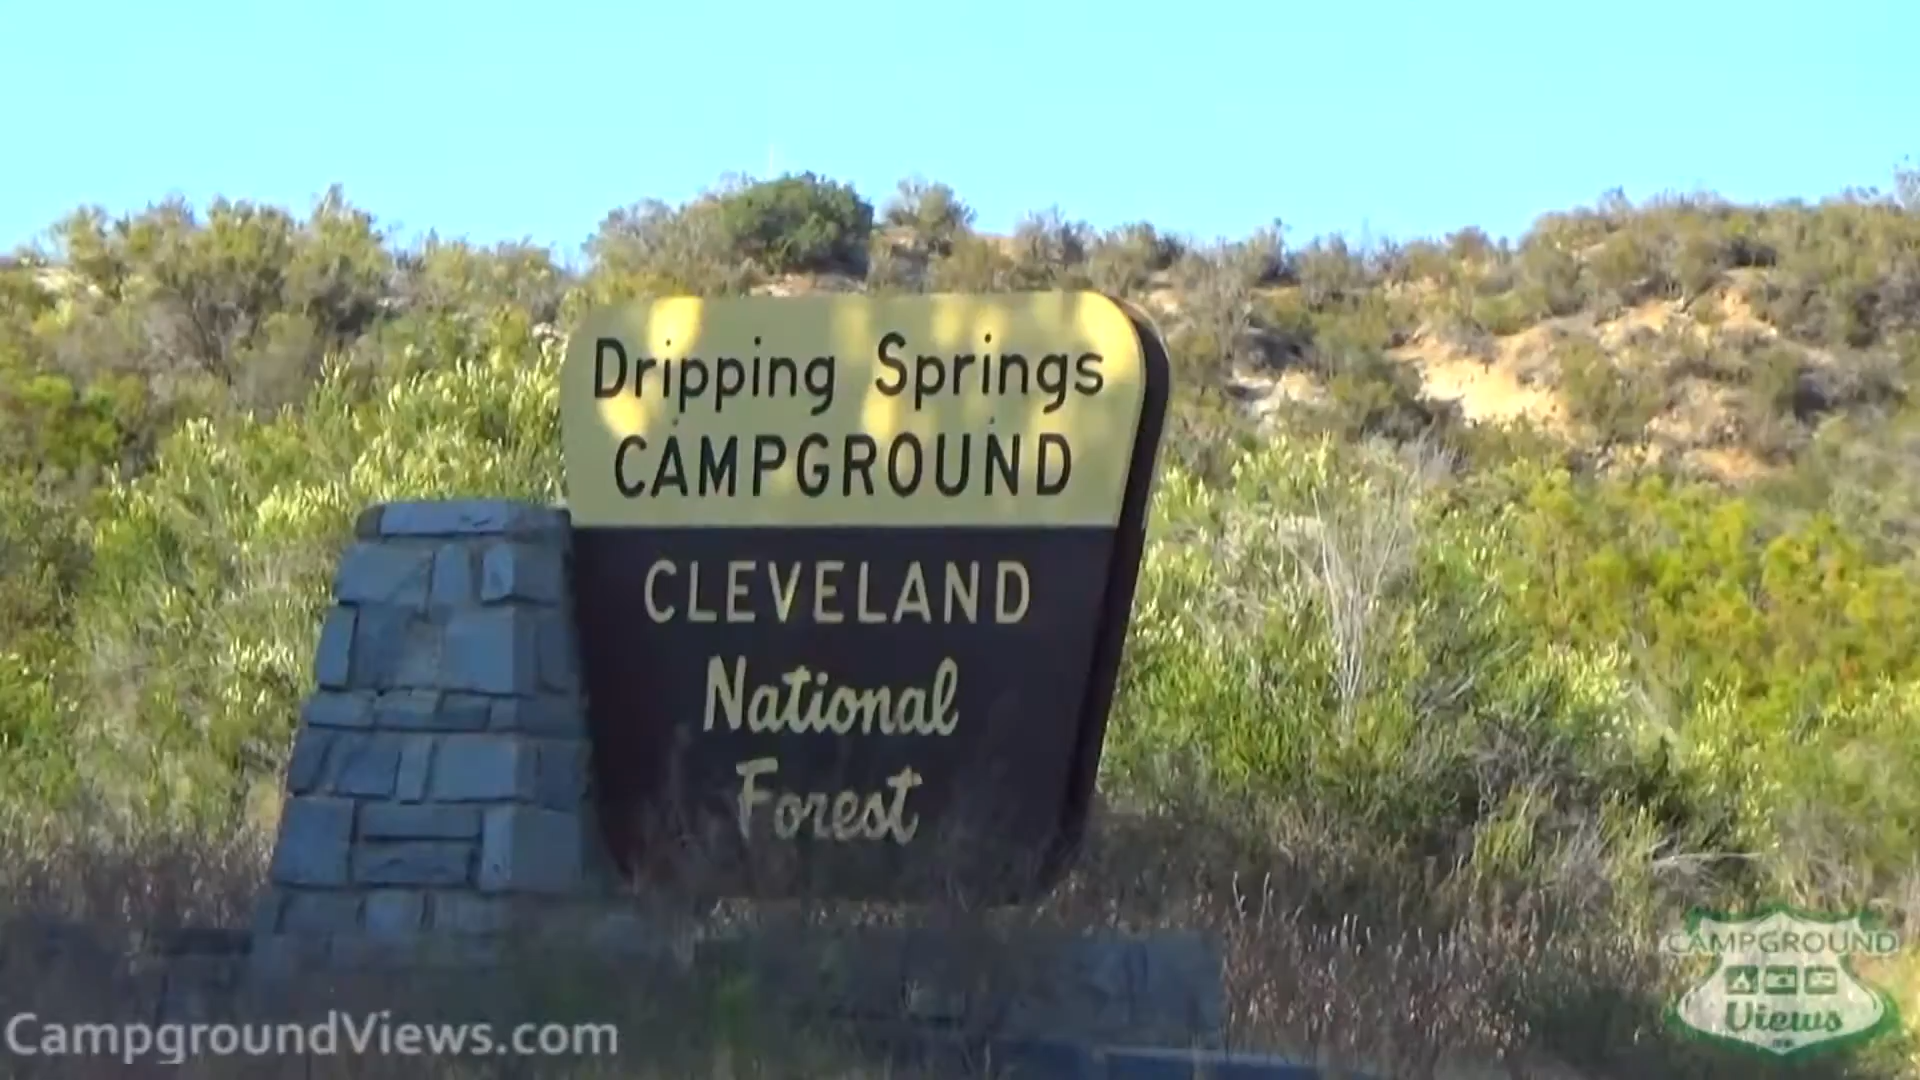 Dripping Springs
CAMPGROUND
CLEVELAND
National
Forest
CampgroundViews.com
CAMPGROUND
Views